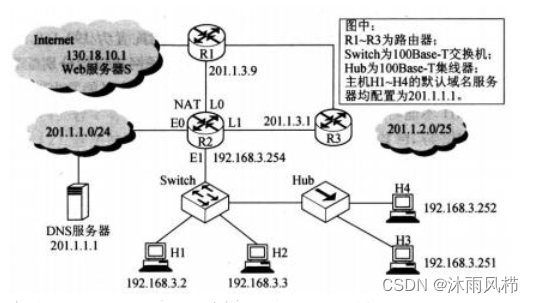 Internet
130.18.10.1
Web服务器S
R1
201.1.3.9
图中:
R1~R3为路由器;
Switch为100Base-T交换机;
Hub为100Base-T集线器;
主机H1~H4的默认域名服务
器均配置为201.1.1.1。
NAT L0
201.1.1.0/24
E0
L1
201.1.3.1
R2
R3
201.1.2.0/25
E1
192.168.3.254
Switch
Hub
H4
192.168.3.252
DNS服务器
201.1.1.1
H1
H2
H3
192.168.3.251
192.168.3.2
192.168.3.3
CSDN @沐雨风栉